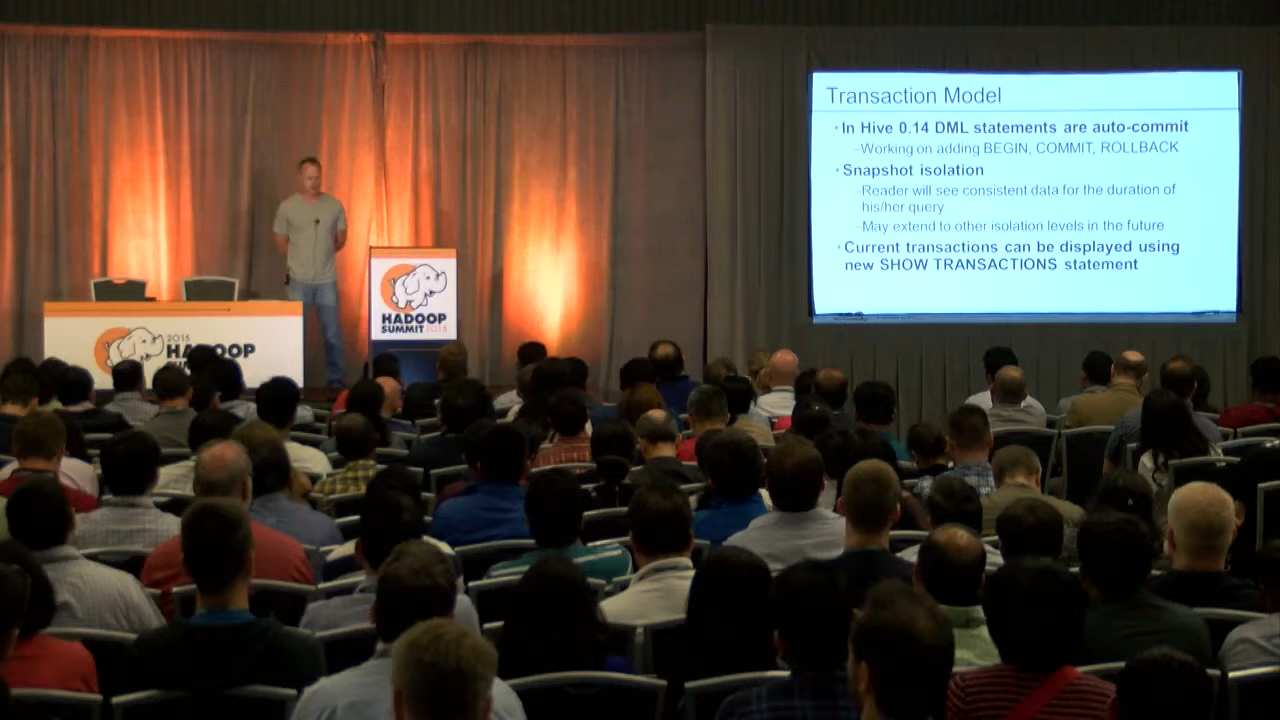 Transaction Model
In Hive 0.14 DML statements are auto-commit
–Working on adding BEGIN, COMMIT, ROLLBACK
Snapshot isolation
–Reader will see consistent data for the duration of
his/her query
–May extend to other isolation levels in the future
Current transactions can be displayed using
new SHOW TRANSACTIONS statement
HADOOP
SUMMIT 2015
2015
HADOOP